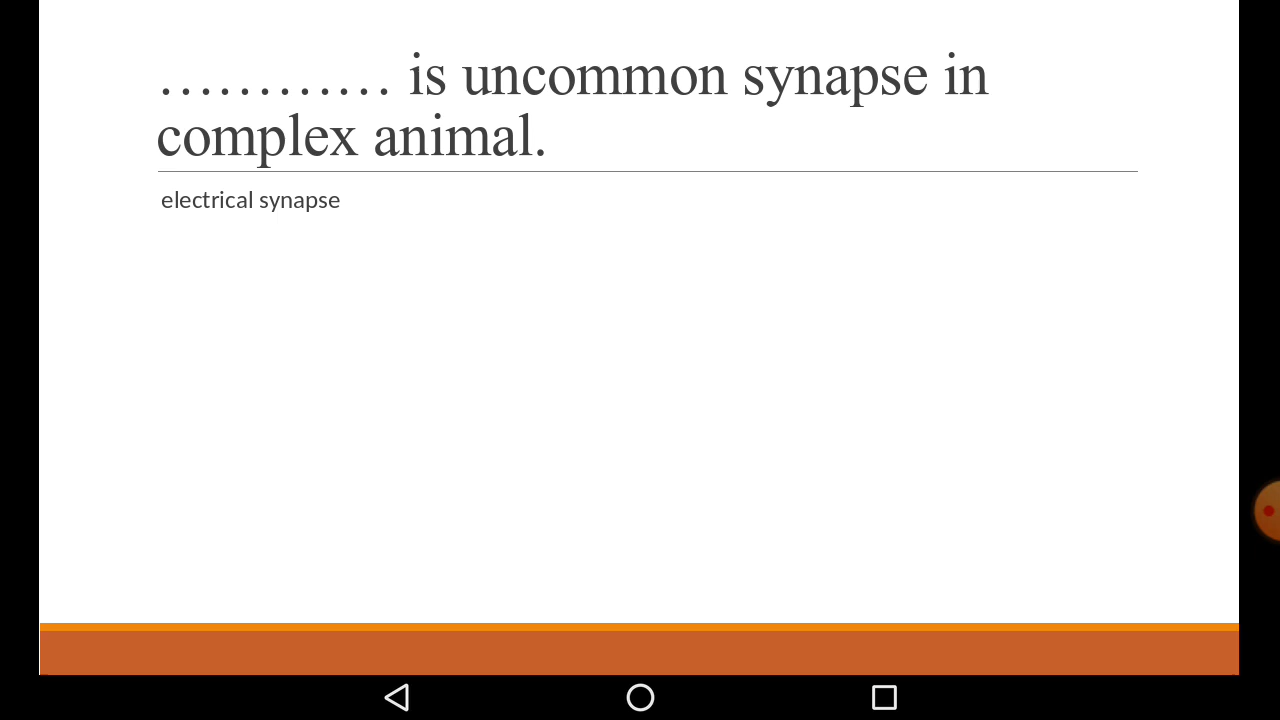 ………… is uncommon synapse in
complex animal.
electrical synapse